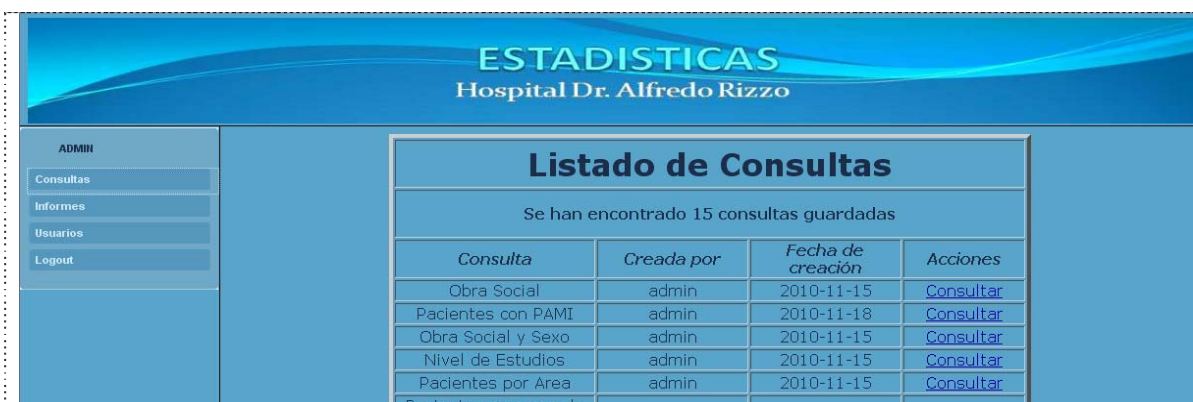 ESTADISTICAS
Hospital Dr. Alfredo Rizzo
ADMIN
Consultas
Informes
Usuarios
Logout
Listado de Consultas
Se han encontrado 15 consultas guardadas
Consulta Creada por Fecha de creación Acciones
Obra Social admin 2010-11-15 Consultar
Pacientes con PAMI admin 2010-11-18 Consultar
Obra Social y Sexo admin 2010-11-15 Consultar
Nivel de Estudios admin 2010-11-15 Consultar
Pacientes por Area admin 2010-11-15 Consultar